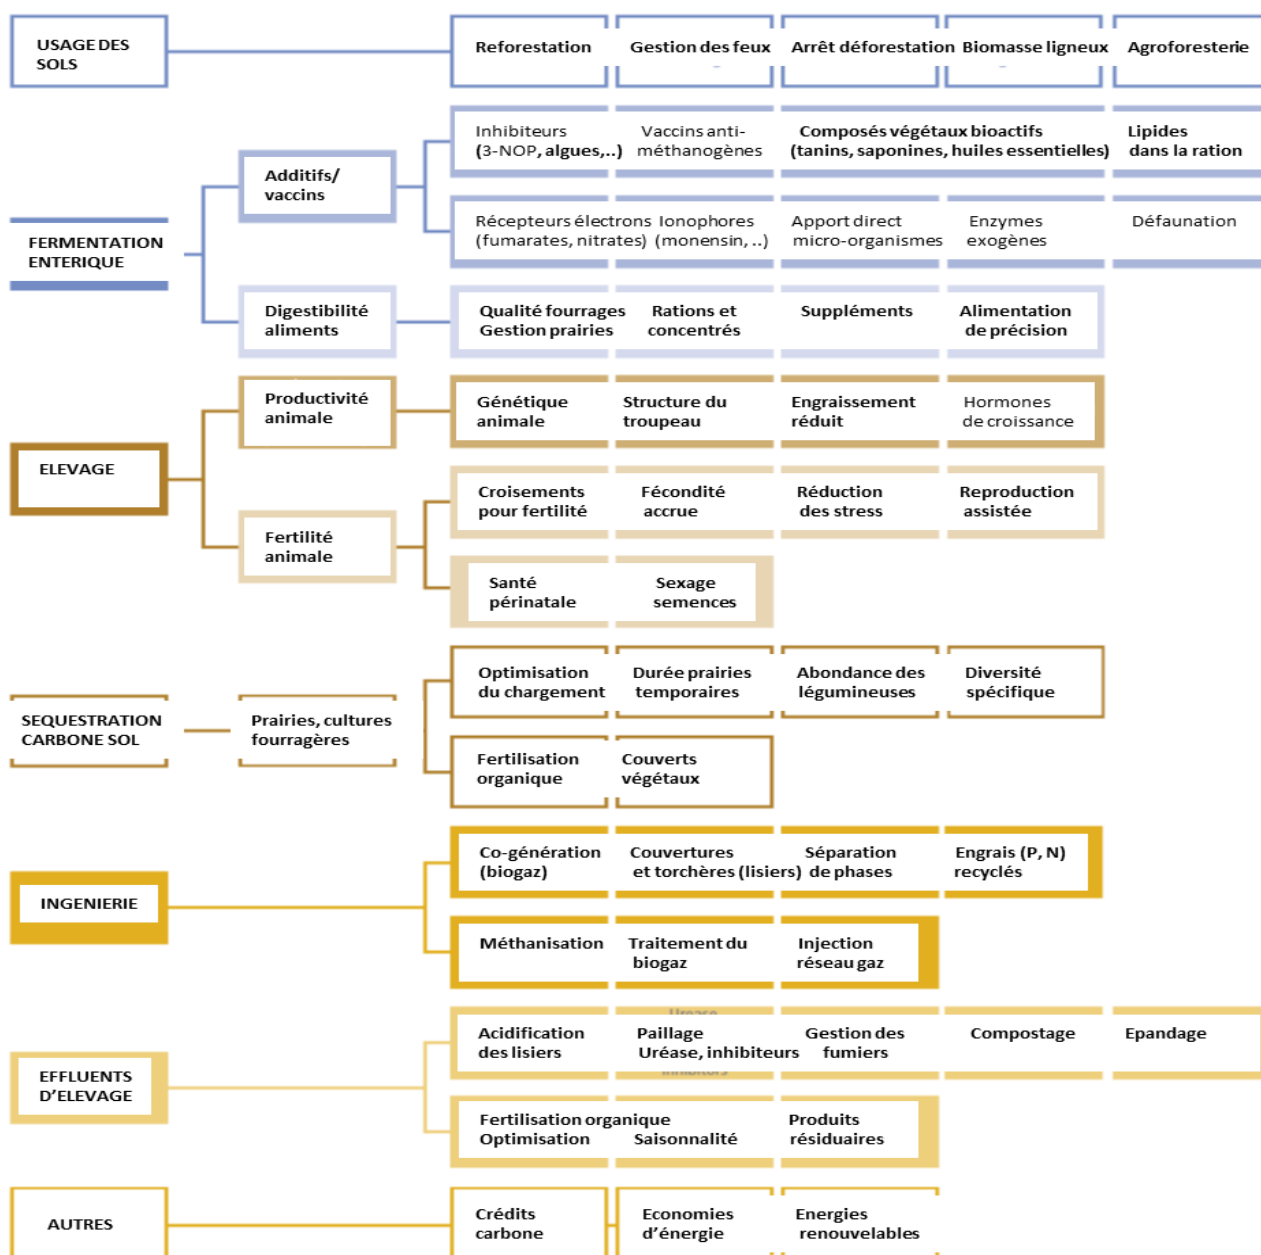 USAGE DES
SOLS
Reforestation
Gestion des feux
Arrêt déforestation
Biomasse ligneux
Agroforesterie
FERMENTATION
ENTERIQUE
Additifs/
vaccins
Inhibiteurs
(3-NOP, algues,..)
Vaccins anti-
méthanogènes
Composés végétaux bioactifs
(tanins, saponines, huiles essentielles)
Lipides
dans la ration
Récepteurs électrons
(fumarates, nitrates)
Ionophores
(monensin, ..)
Apport direct
micro-organismes
Enzymes
exogènes
Défaunation
Digestibilité
aliments
Qualité fourrages
Gestion prairies
Rations et
concentrés
Suppléments
Alimentation
de précision
ELEVAGE
Productivité
animale
Génétique
animale
Structure du
troupeau
Engraissement
réduit
Hormones
de croissance
Fertilité
animale
Croisements
pour fertilité
Fécondité
accrue
Réduction
des stress
Reproduction
assistée
Santé
périnatale
Sexage
semences
SEQUESTRATION
CARBONE SOL
Prairies, cultures
fourragères
Optimisation
du chargement
Durée prairies
temporaires
Abondance des
légumineuses
Diversité
spécifique
Fertilisation
organique
Couverts
végétaux
INGENIERIE
Co-génération
(biogaz)
Couvertures
et torchères (lisiers)
Séparation
de phases
Engrais (P, N)
recyclés
Méthanisation
Traitement du
biogaz
Injection
réseau gaz
EFFLUENTS
D'ELEVAGE
Acidification
des lisiers
Paillage
Uréase, inhibiteurs
Gestion des
fumiers
Compostage
Epandage
Fertilisation organique
Optimisation
Saisonnalité
Produits
résiduaires
AUTRES
Crédits
carbone
Economies
d'énergie
Energies
renouvelables